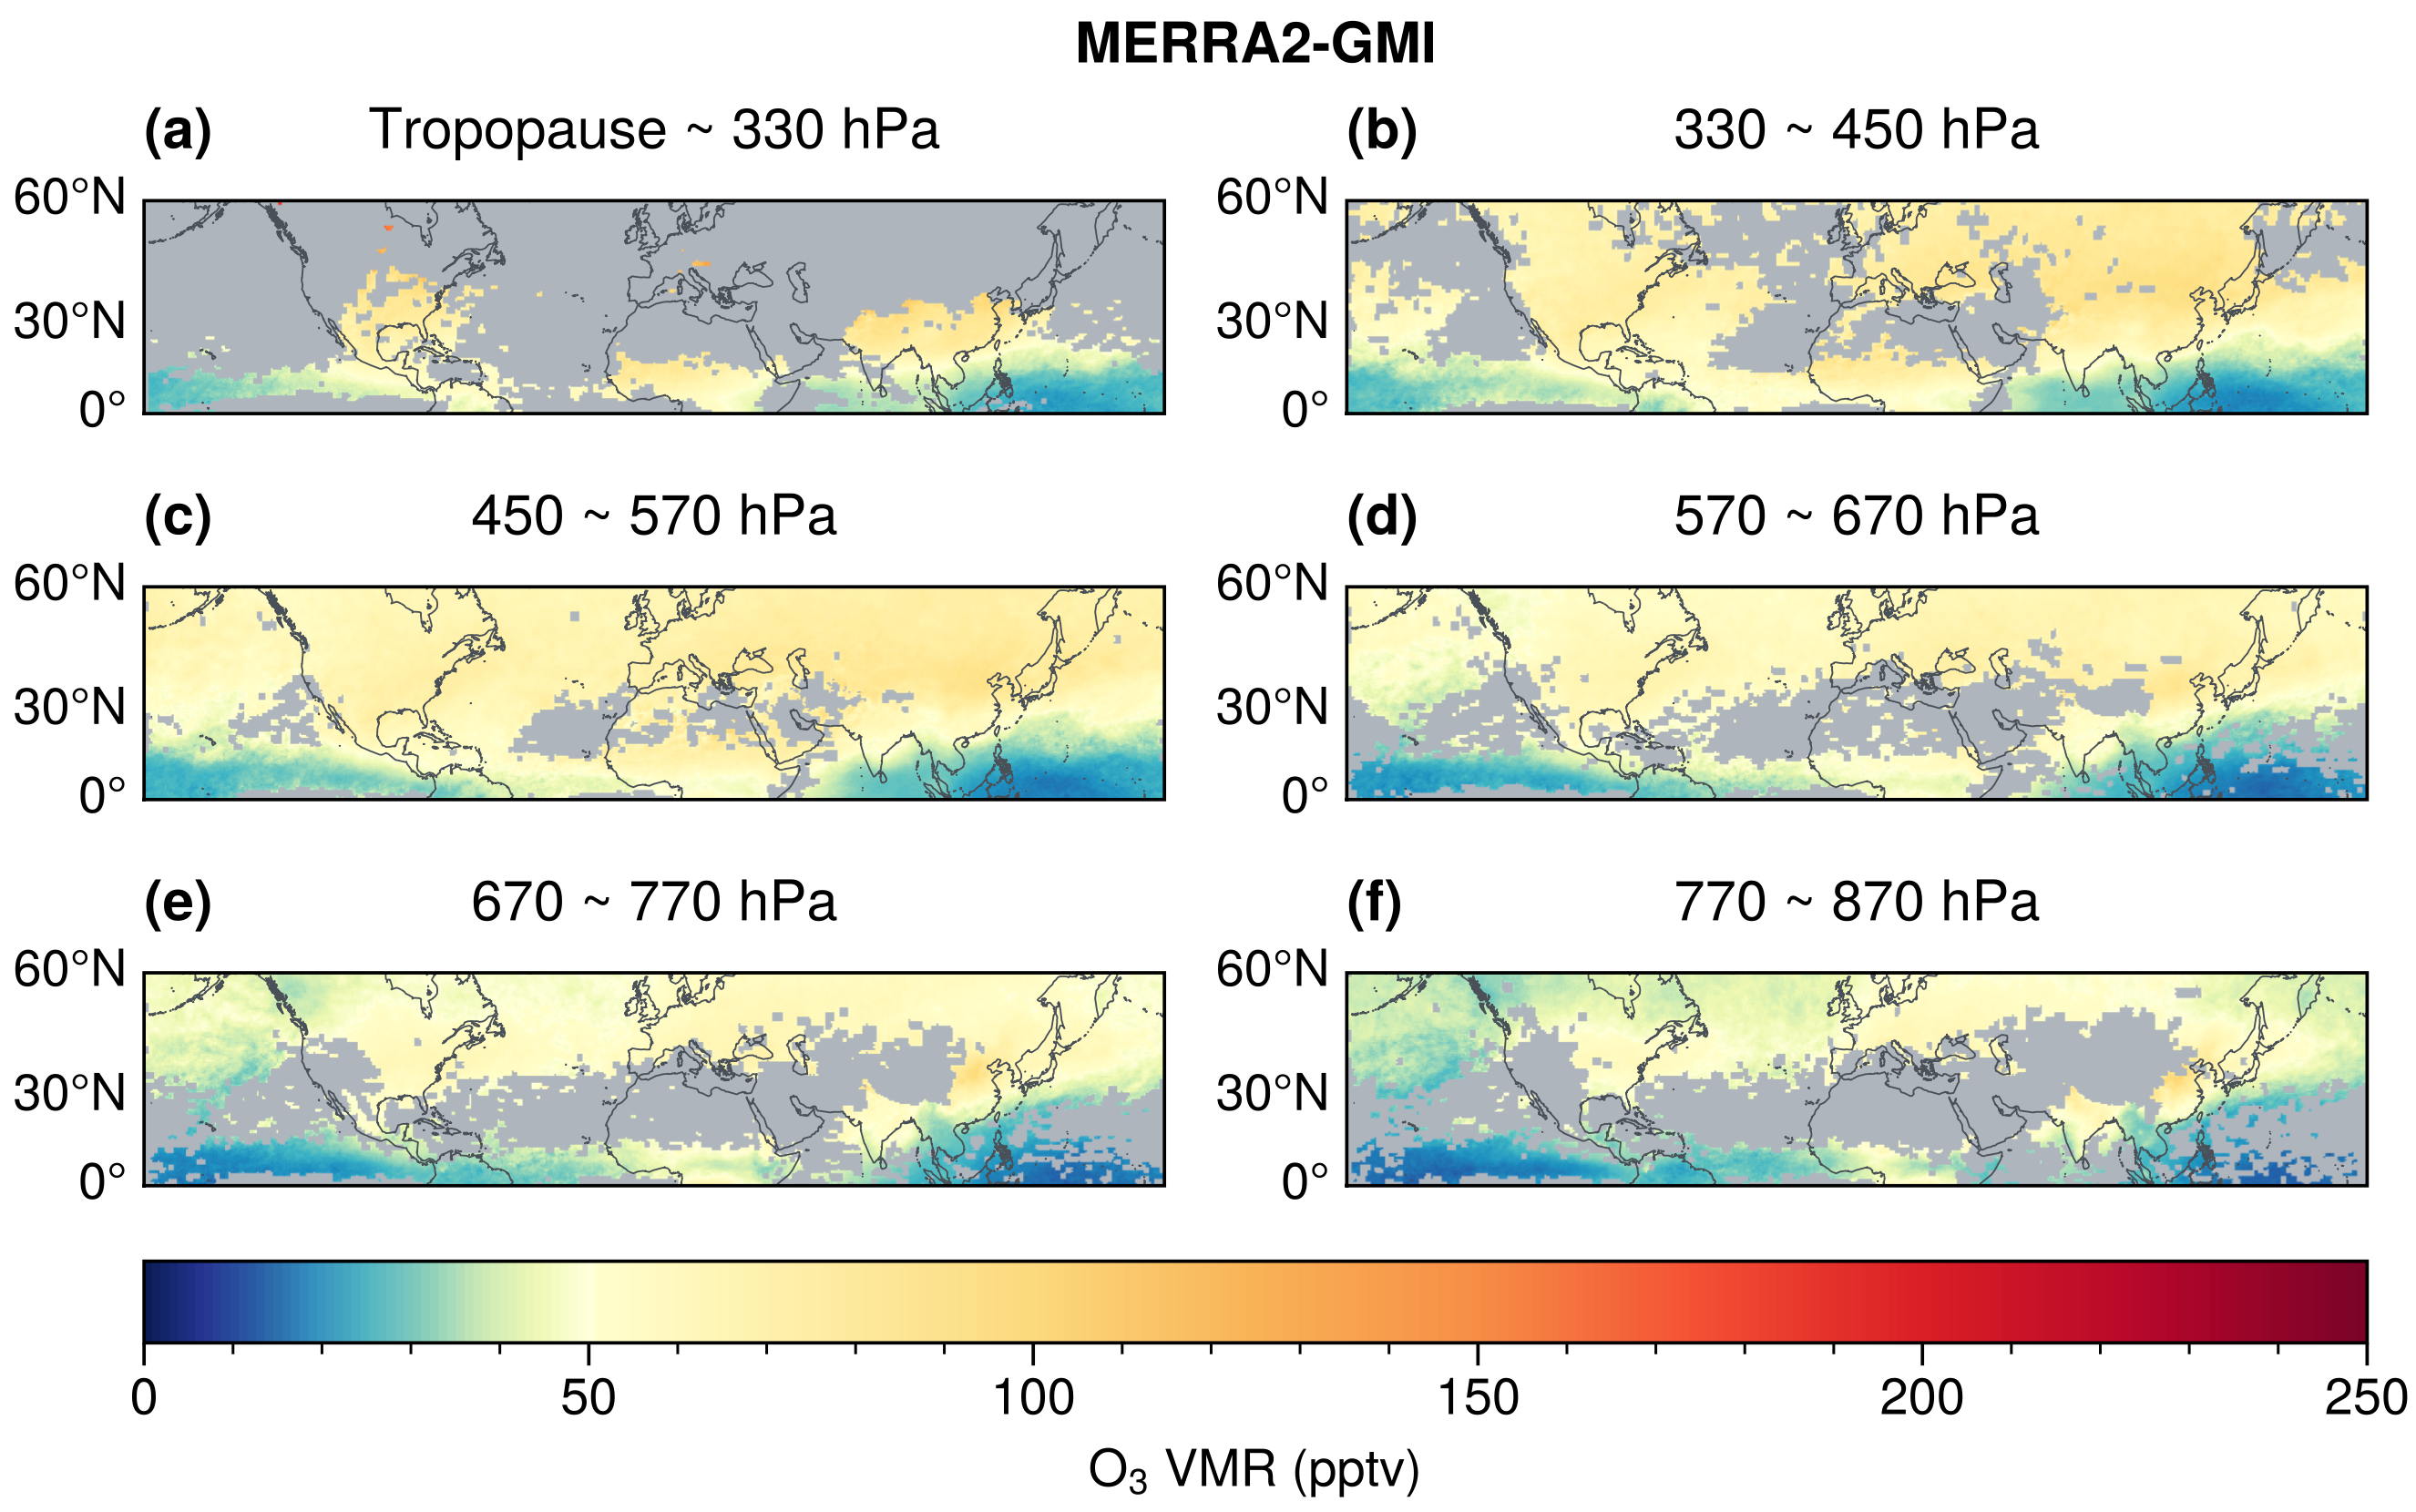 MERRA2-GMI
(a) Tropopause ~ 330 hPa
(b) 330 ~ 450 hPa
60°N
30°N
0°
60°N
30°N
0°
(c) 450 ~ 570 hPa
(d) 570 ~ 670 hPa
60°N
30°N
0°
60°N
30°N
0°
(e) 670 ~ 770 hPa
(f) 770 ~ 870 hPa
60°N
30°N
0°
60°N
30°N
0°
0 50 100 150 200 250
O₃ VMR (pptv)